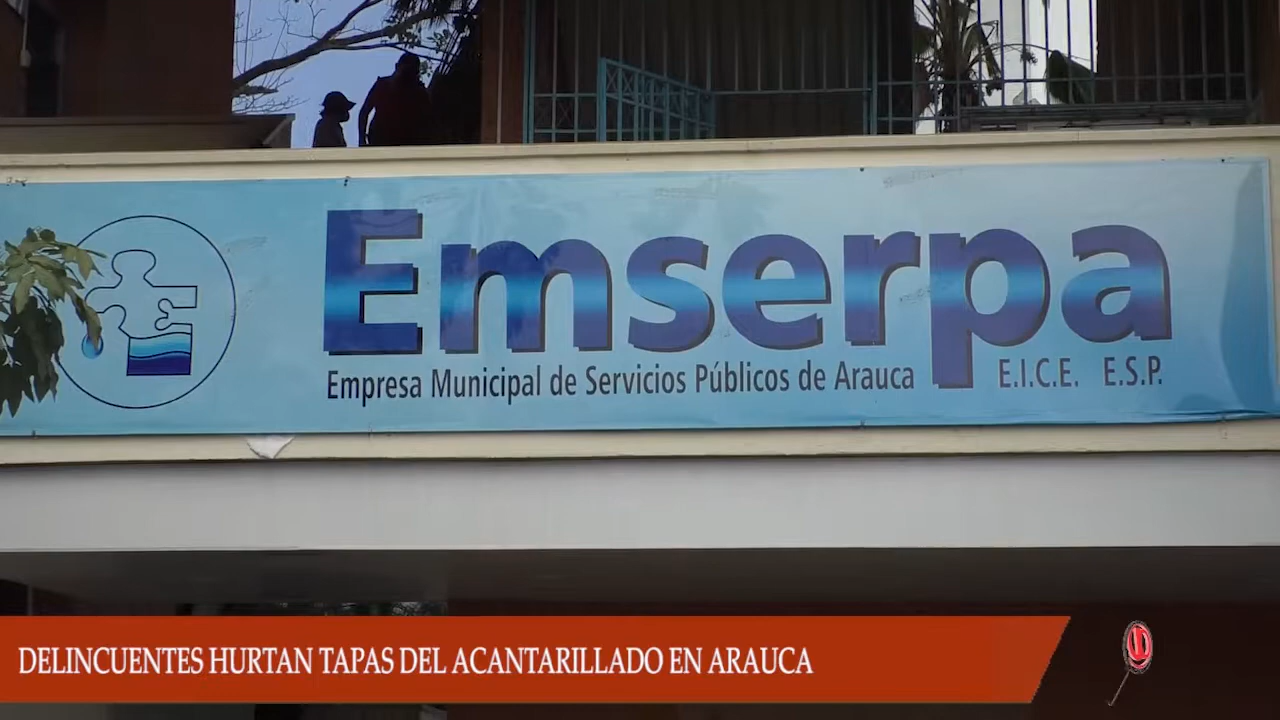 Emserpa
Empresa Municipal de Servicios Públicos de Arauca E.I.C.E. E.S.P.
DELINCUENTES HURTAN TAPAS DEL ACANTARILLADO EN ARAUCA